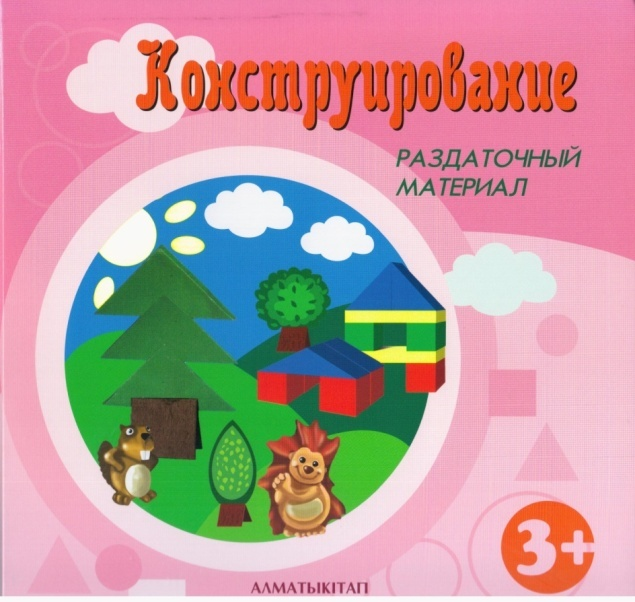 Конструирование
РАЗДАТОЧНЫЙ
МАТЕРИАЛ
3+
АЛМАТЫКІТАП